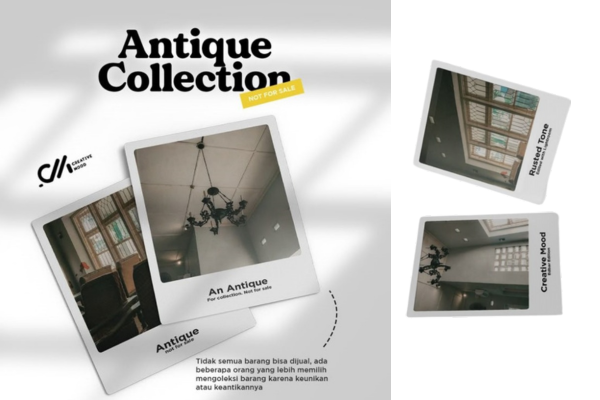 Antique
Collection
NOT FOR SALE
CREATIVE
MOOD
An Antique
For collection. Not for sale
Antique
not for sale
Tidak semua barang bisa dijual, ada
beberapa orang yang lebih memilih
mengoleksi barang karena keunikan
atau keantikannya
Rusted Tone
Creative Mood